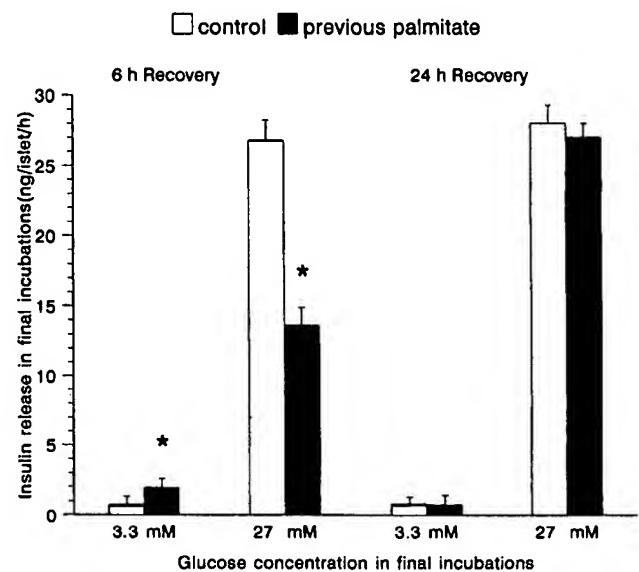 control previous palmitate
6 h Recovery 24 h Recovery
Insulin release in final incubations(ng/islet/h)
30
25
20
15
10
5
0
* *
3.3 mM 27 mM 3.3 mM 27 mM
Glucose concentration in final incubations